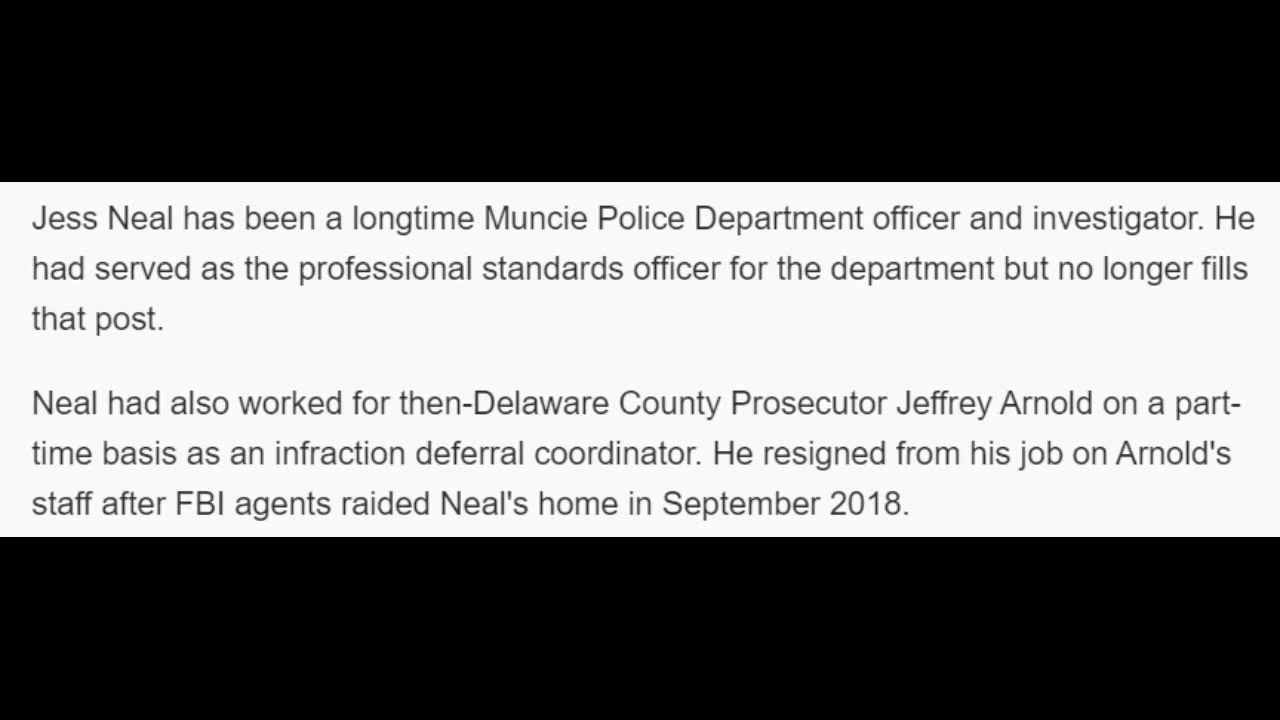 Jess Neal has been a longtime Muncie Police Department officer and investigator. He
had served as the professional standards officer for the department but no longer fills
that post.
Neal had also worked for then-Delaware County Prosecutor Jeffrey Arnold on a part-
time basis as an infraction deferral coordinator. He resigned from his job on Arnold's
staff after FBI agents raided Neal's home in September 2018.